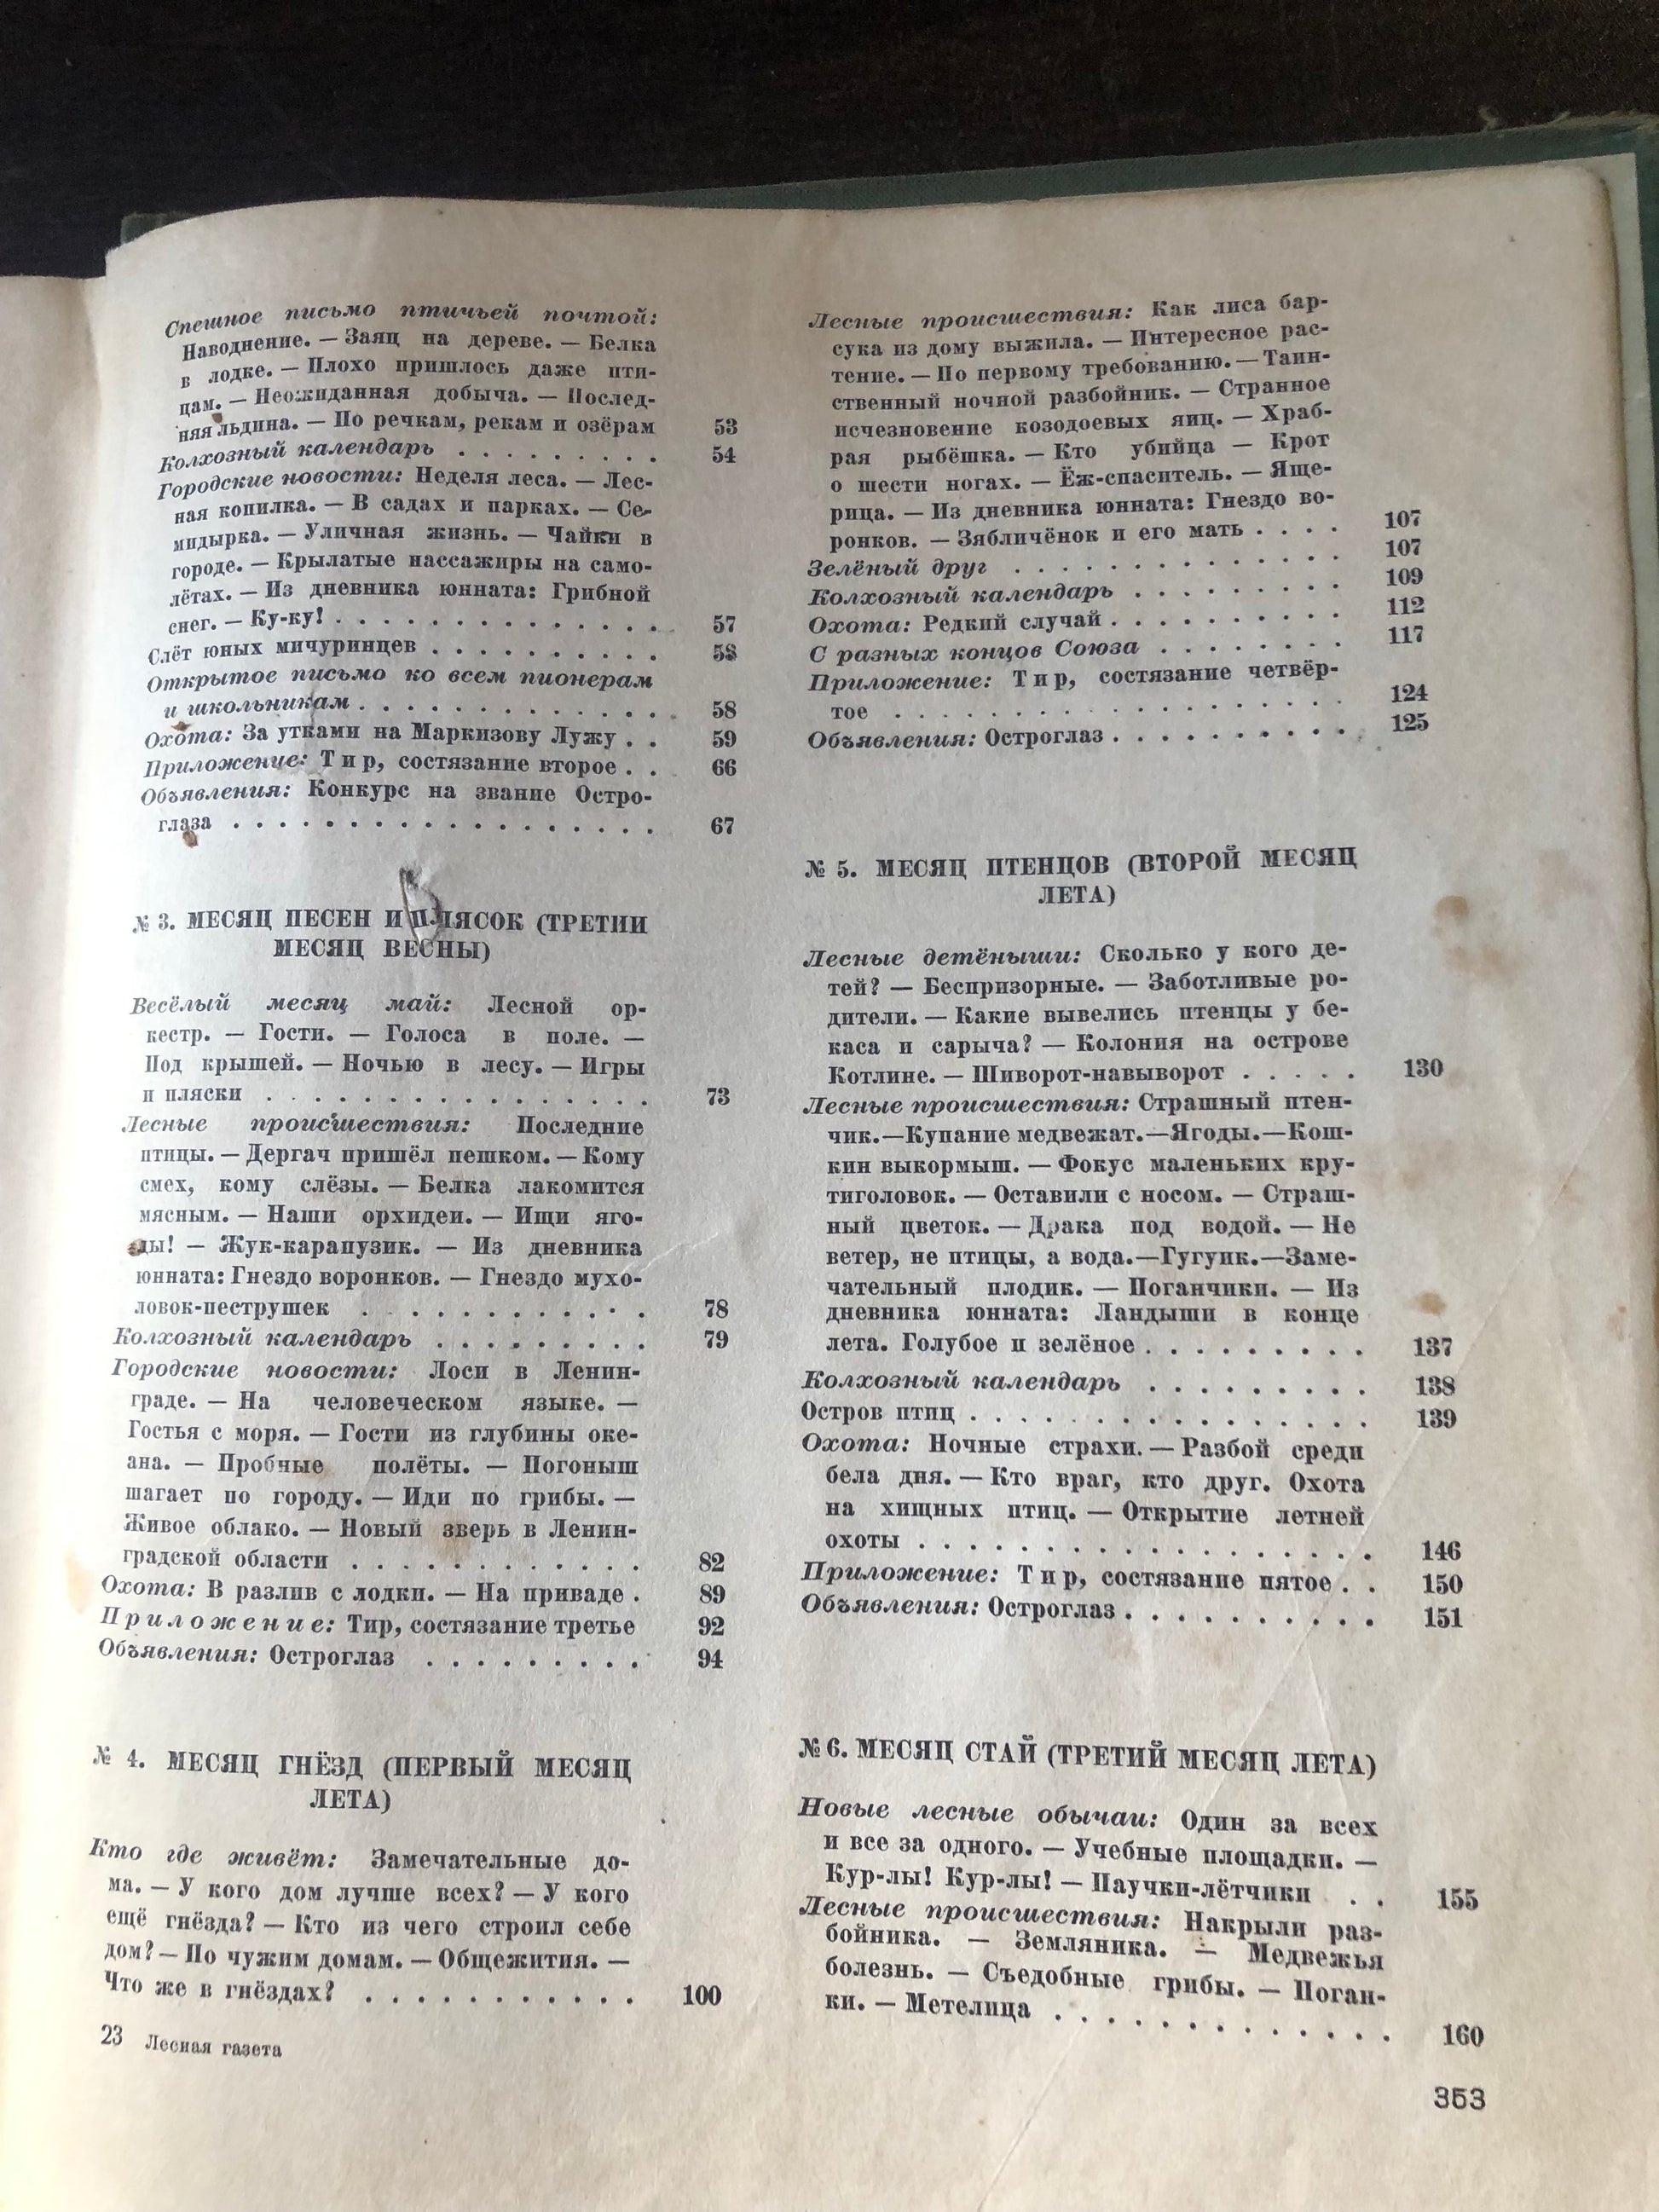 Спешное письмо птичьей почтой:
Наводнение. — Заяц на дереве. — Белка
в лодке. — Плохо пришлось даже пти-
цам. — Неожиданная добыча. — Послед-
няя льдина. — По речкам, рекам и озёрам 53
Колхозный календарь . . . . . . . . . 54
Городские новости: Неделя леса. — Лес-
ная копилка. — В садах и парках. — Се-
мидырка. — Уличная жизнь. — Чайки в
городе. — Крылатые пассажиры на само-
лётах. — Из дневника юнната: Грибной
снег. — Ку-ку! . . . . . . . . . . . . . . 57
Слёт юных мичуринцев . . . . . . . . . . 58
Открытое письмо ко всем пионерам
и школьникам . . . . . . . . . . . . . 58
Охота: За утками на Маркизову Лужу . . 59
Приложение: Тир, состязание второе . . 66
Объявления: Конкурс на звание Остро-
глаза . . . . . . . . . . . . . . . . . . . 67
№ 3. МЕСЯЦ ПЕСЕН И ПЛЯСОК (ТРЕТИЙ
МЕСЯЦ ВЕСНЫ)
Весёлый месяц май: Лесной ор-
кестр. — Гости. — Голоса в поле. —
Под крышей. — Ночью в лесу. — Игры
и пляски . . . . . . . . . . . . . . . . 73
Лесные происшествия: Последние
птицы. — Дергач пришёл пешком. — Кому
смех, кому слёзы. — Белка лакомится
мясным. — Наши орхидеи. — Ищи яго-
ды! — Жук-карапузик. — Из дневника
юнната: Гнездо воронков. — Гнездо мухо-
ловок-пеструшек . . . . . . . . . . . 78
Колхозный календарь . . . . . . . . . 79
Городские новости: Лоси в Ленин-
граде. — На человеческом языке. —
Гостья с моря. — Гости из глубины оке-
ана. — Пробные полёты. — Погоныш
шагает по городу. — Иди по грибы. —
Живое облако. — Новый зверь в Ленин-
градской области . . . . . . . . . . . . 82
Охота: В разлив с лодки. — На приваде . 89
Приложение: Тир, состязание третье 92
Объявления: Остроглаз . . . . . . . . . 94
№ 4. МЕСЯЦ ГНЁЗД (ПЕРВЫЙ МЕСЯЦ
ЛЕТА)
Кто где живёт: Замечательные до-
ма. — У кого дом лучше всех? — У кого
ещё гнёзда? — Кто из чего строил себе
дом? — По чужим домам. — Общежития. —
Что же в гнёздах? . . . . . . . . . . . 100
23 Лесная газета
Лесные происшествия: Как лиса бар-
сука из дому выжила. — Интересное рас-
тение. — По первому требованию. — Таин-
ственный ночной разбойник. — Странное
исчезновение козодоевых яиц. — Храб-
рая рыбёшка. — Кто убийца — Крот
о шести ногах. — Ёж-спаситель. — Яще-
рица. — Из дневника юнната: Гнездо во-
ронков. — Зябличёнок и его мать . . . . 107
Зелёный друг . . . . . . . . . . . . . 107
Колхозный календарь . . . . . . . . . 109
Охота: Редкий случай . . . . . . . . . . 112
С разных концов Союза . . . . . . . . 117
Приложение: Тир, состязание четвёр-
тое . . . . . . . . . . . . . . . . . . 124
Объявления: Остроглаз . . . . . . . . . . 125
№ 5. МЕСЯЦ ПТЕНЦОВ (ВТОРОЙ МЕСЯЦ
ЛЕТА)
Лесные детёныши: Сколько у кого де-
тей? — Беспризорные. — Заботливые ро-
дители. — Какие вывелись птенцы у бе-
каса и сарыча? — Колония на острове
Котлине. — Шиворот-навыворот . . . . . 130
Лесные происшествия: Страшный птен-
чик.—Купание медвежат.—Ягоды.—Кош-
кин выкормыш. — Фокус маленьких кру-
тиголовок. — Оставили с носом. — Страш-
ный цветок. — Драка под водой. — Не
ветер, не птицы, а вода.—Гугуик.—Заме-
чательный плодик. — Поганчики. — Из
дневника юнната: Ландыши в конце
лета. Голубое и зелёное . . . . . . . . . 137
Колхозный календарь . . . . . . . . . 138
Остров птиц . . . . . . . . . . . . . . . 139
Охота: Ночные страхи. — Разбой среди
бела дня. — Кто враг, кто друг. Охота
на хищных птиц. — Открытие летней
охоты . . . . . . . . . . . . . . . . . . 146
Приложение: Тир, состязание пятое . . 150
Объявления: Остроглаз . . . . . . . . . . 151
№ 6. МЕСЯЦ СТАЙ (ТРЕТИЙ МЕСЯЦ ЛЕТА)
Новые лесные обычаи: Один за всех
и все за одного. — Учебные площадки. —
Кур-лы! Кур-лы! — Паучки-лётчики . . 155
Лесные происшествия: Накрыли раз-
бойника. — Земляника. — Медвежья
болезнь. — Съедобные грибы. — Поган-
ки. — Метелица . . . . . . . . . . . . . 160
353